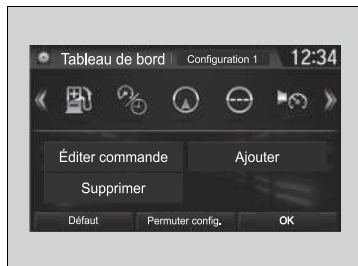 Tableau de bord Configuration 1 12:34
Éditer commande Ajouter
Supprimer
Défaut Permuter config. OK